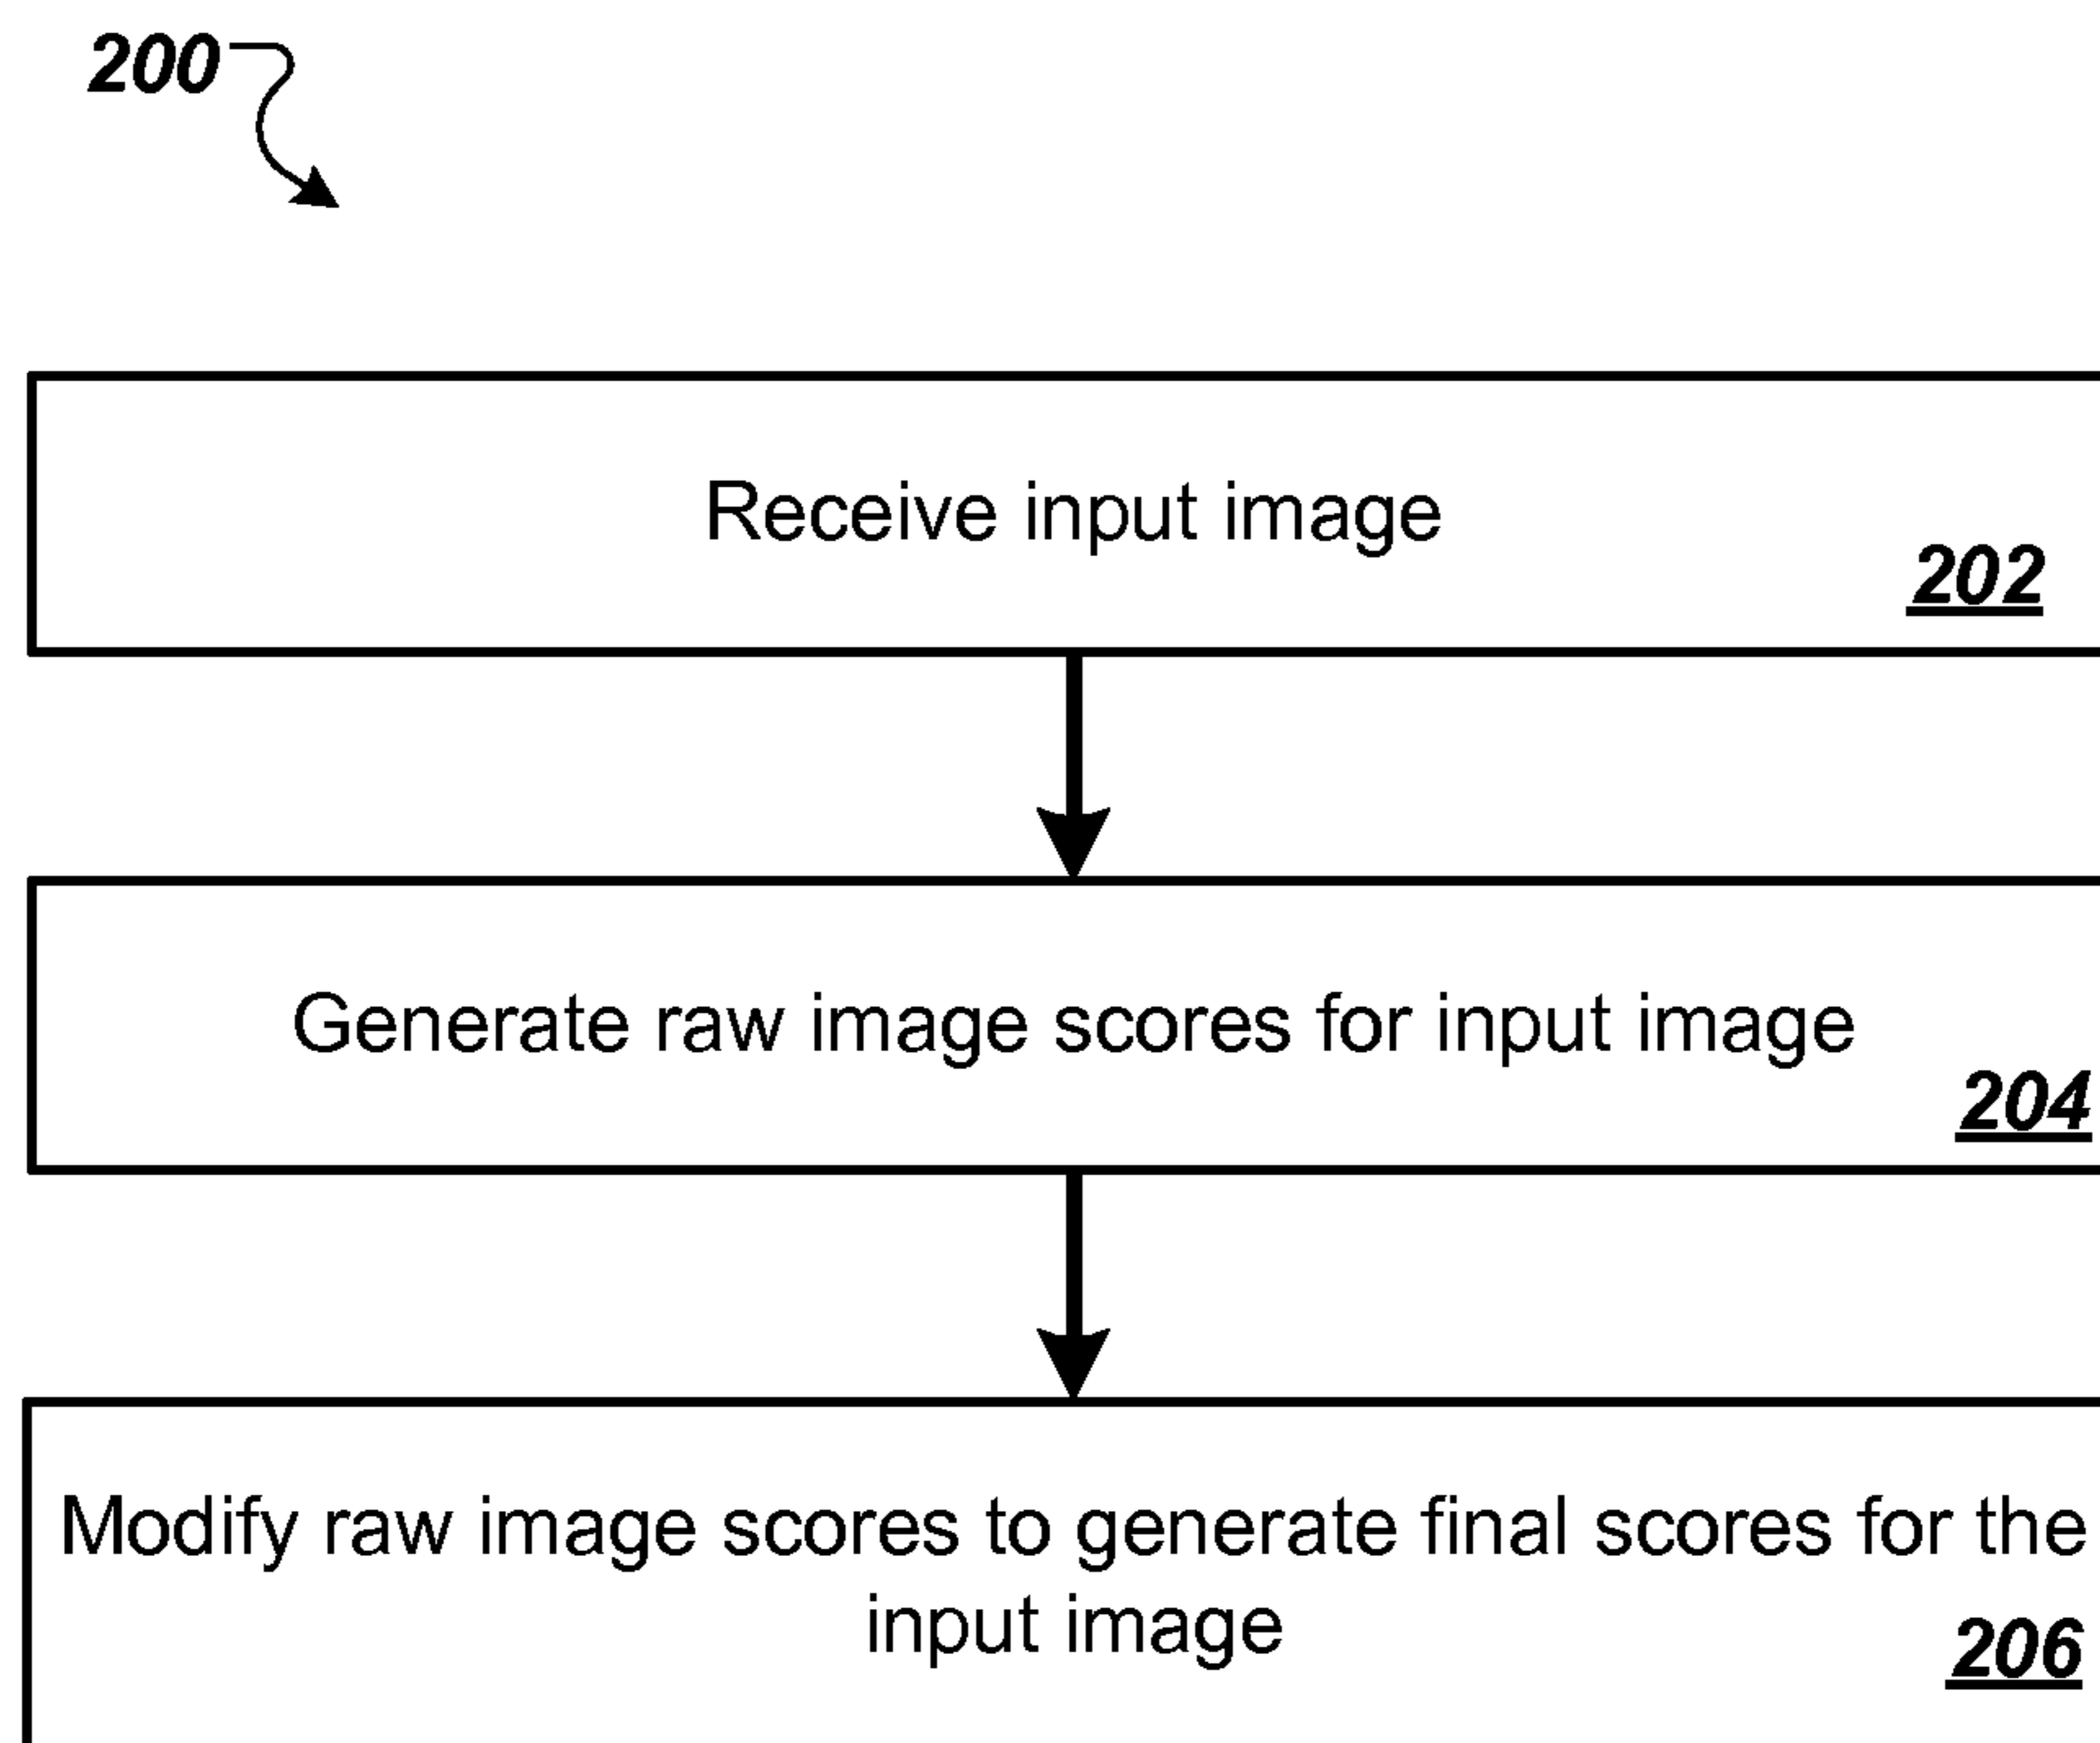 200
Receive input image
202
Generate raw image scores for input image
204
Modify raw image scores to generate final scores for the
input image
206